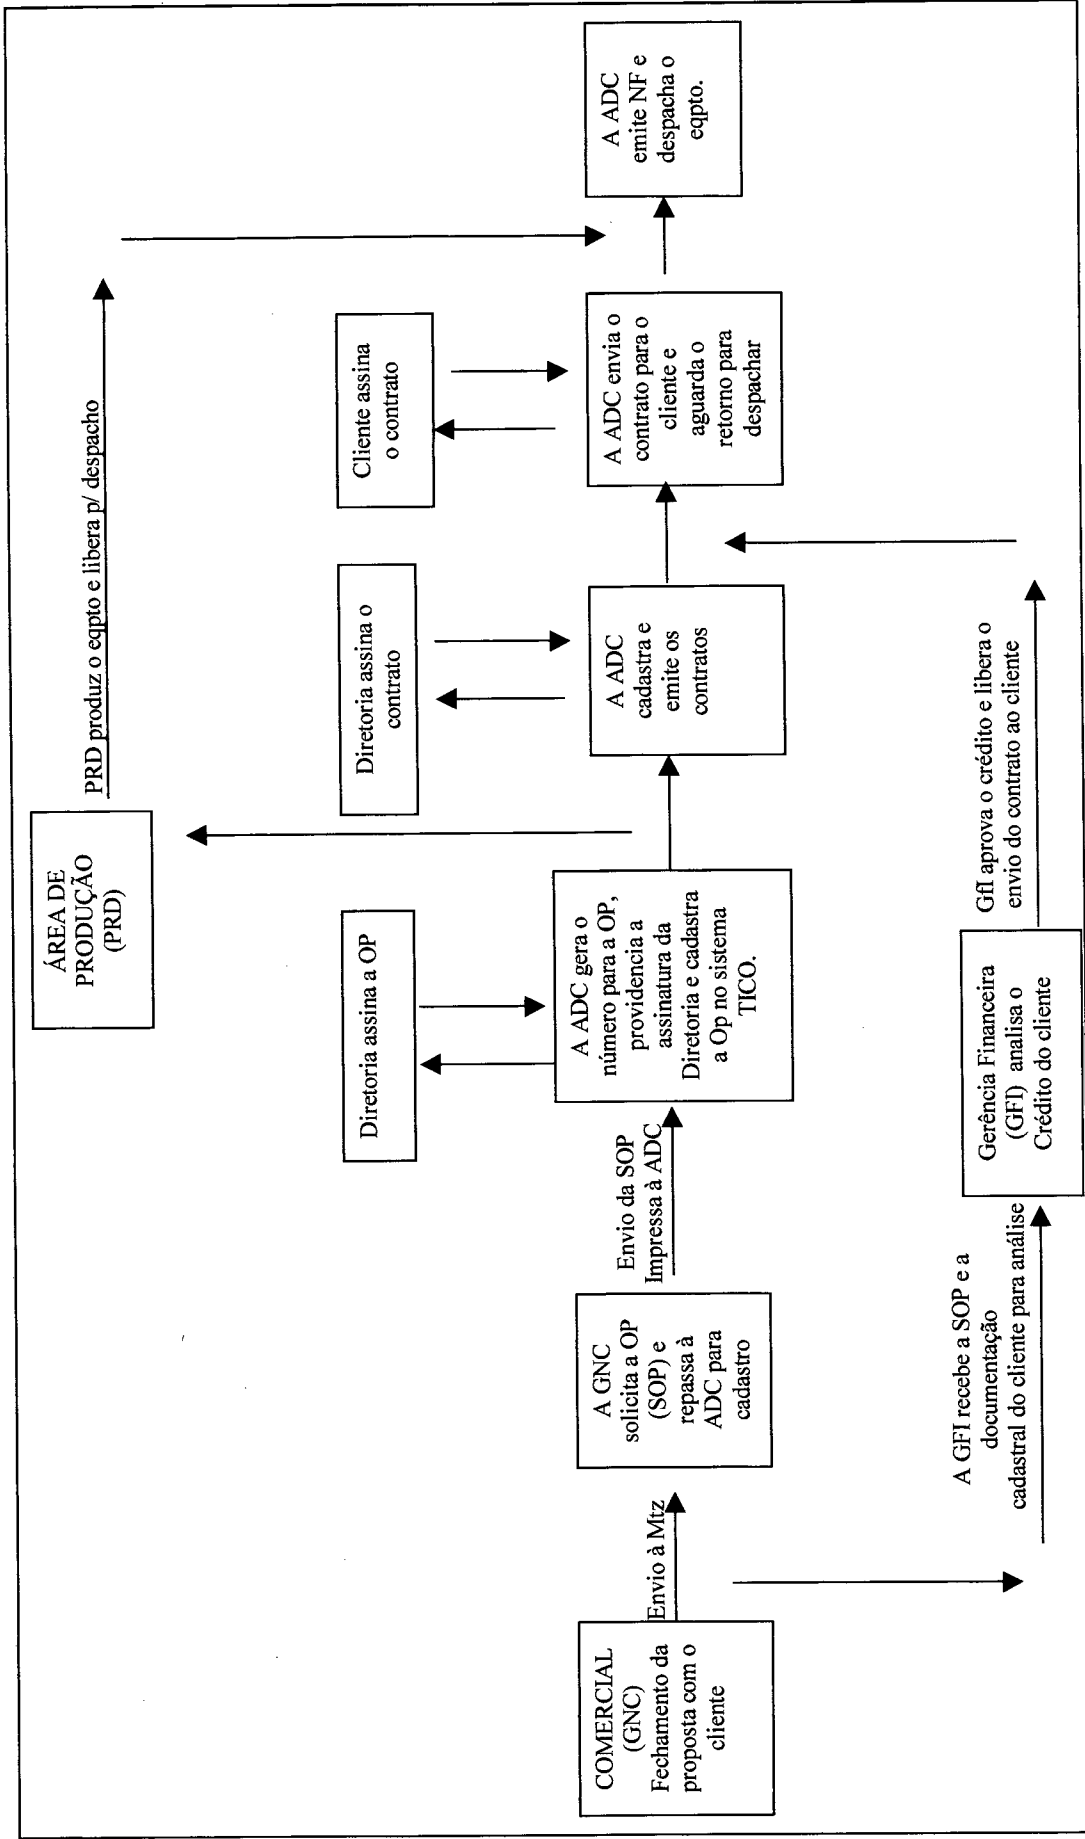 COMERCIAL
(GNC)
Fechamento da
proposta com o
cliente
Envio à Mtz
A GNC
solicita a OP
(SOP) e
repassa à
ADC para
cadastro
Envio da SOP
Impressa à ADC
A ADC gera o
número para a OP,
providencia a
assinatura da
Diretoria e cadastra
a Op no sistema
TICO.
Diretoria assina a OP
ÁREA DE
PRODUÇÃO
(PRD)
PRD produz o eqpto e libera p/ despacho
A ADC
cadastra e
emite os
contratos
Diretoria assina o
contrato
A ADC envia o
contrato para o
cliente e
aguarda o
retorno para
despachar
Cliente assina
o contrato
A ADC
emite NF e
despacha o
eqpto.
A GFI recebe a SOP e a
documentação
cadastral do cliente para análise
Gerência Financeira
(GFI) analisa o
Crédito do cliente
GfI aprova o crédito e libera o
envio do contrato ao cliente